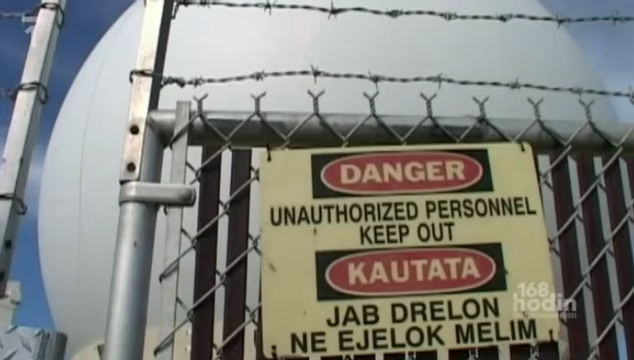 DANGER
UNAUTHORIZED PERSONNEL
KEEP OUT
KAUTATA
JAB DRELON
NE EJELOK MELIM
168
hodin